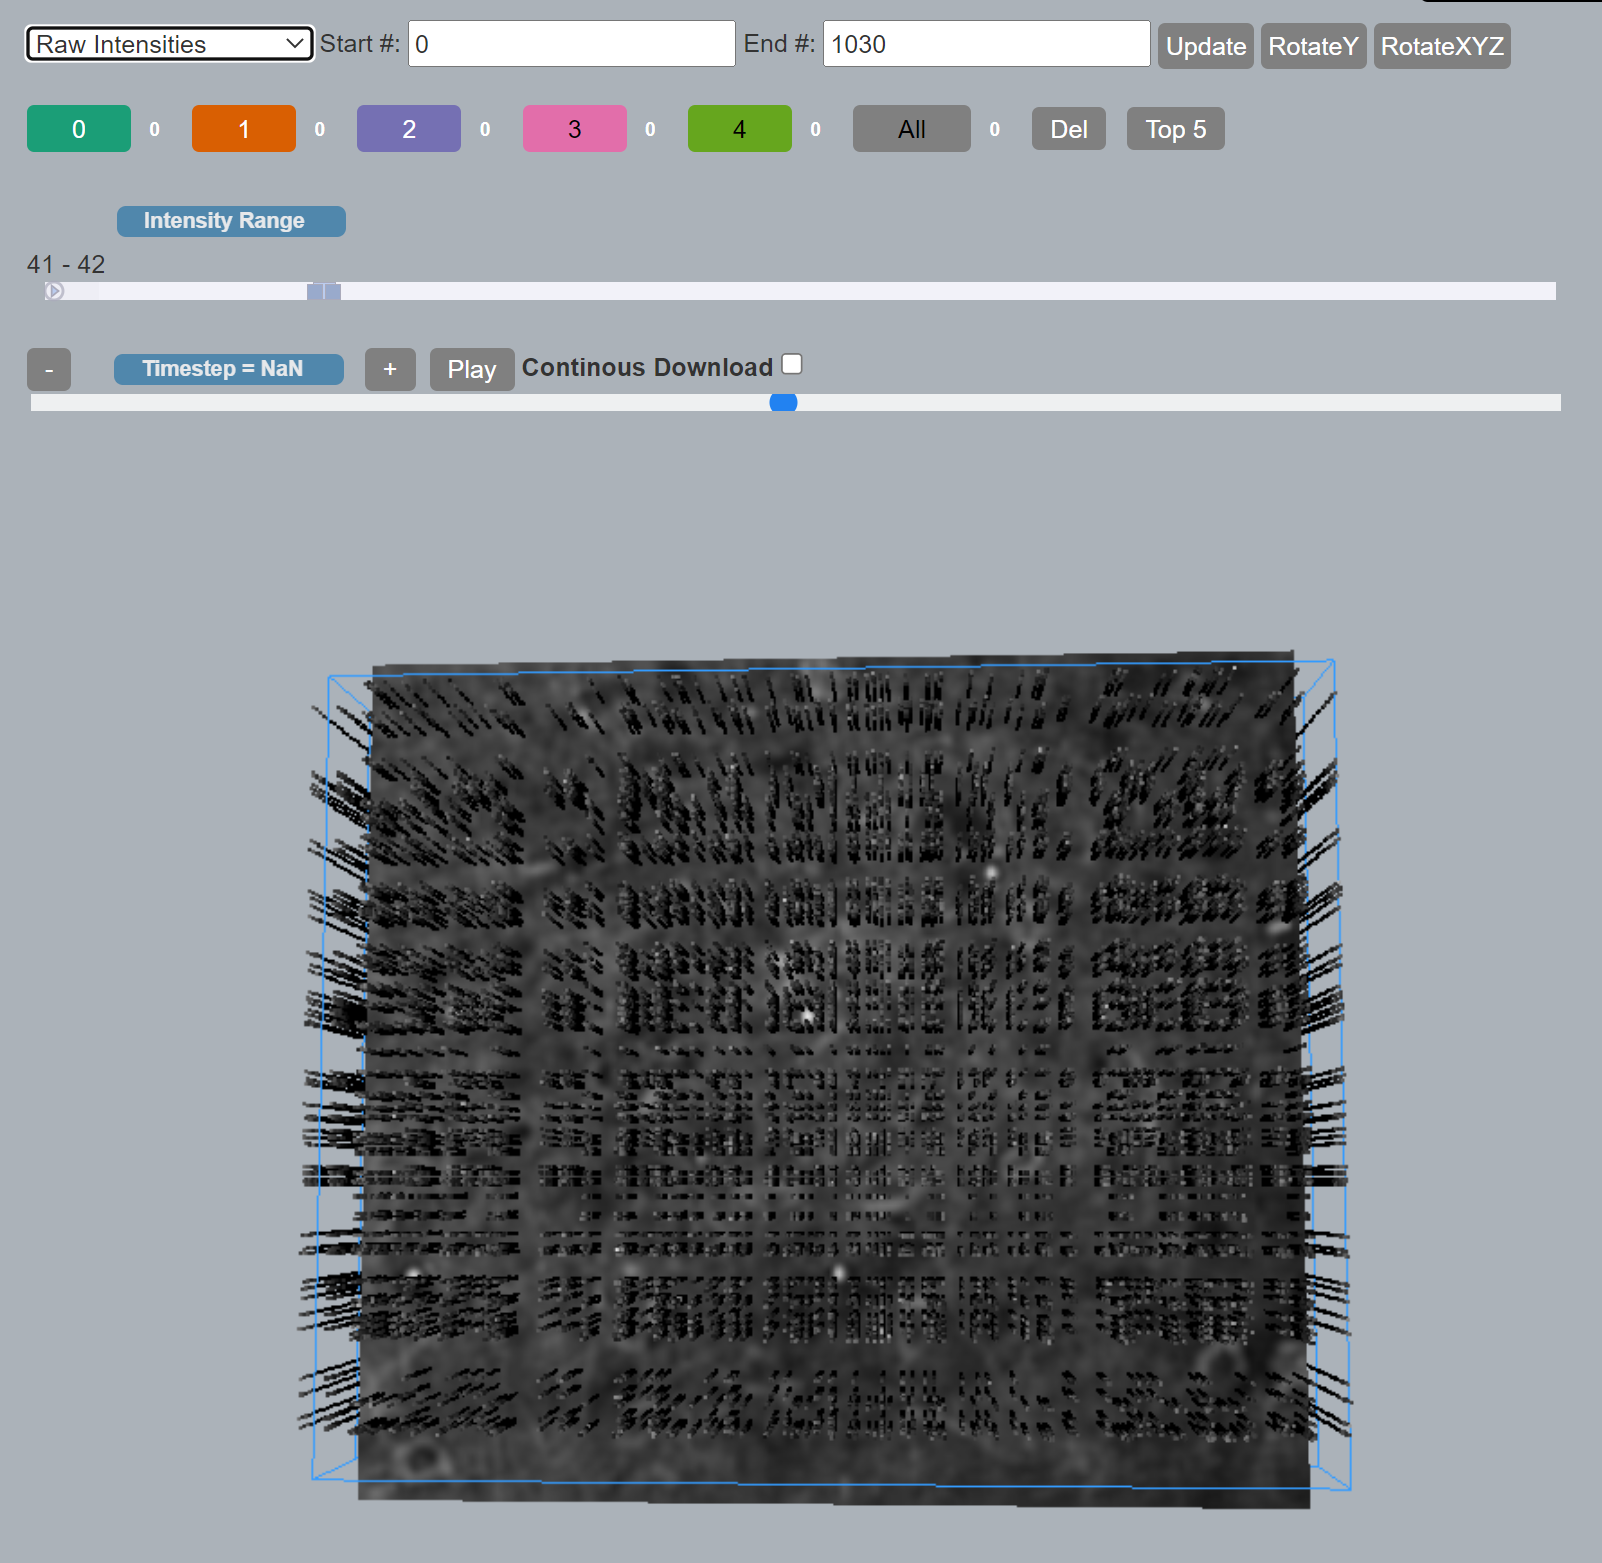 Raw Intensities Start #: 0 End #: 1030 Update RotateY RotateXYZ
0 0 1 0 2 0 3 0 4 0 All 0 Del Top 5
Intensity Range
41 - 42
- Timestep = NaN + Play Continous Download